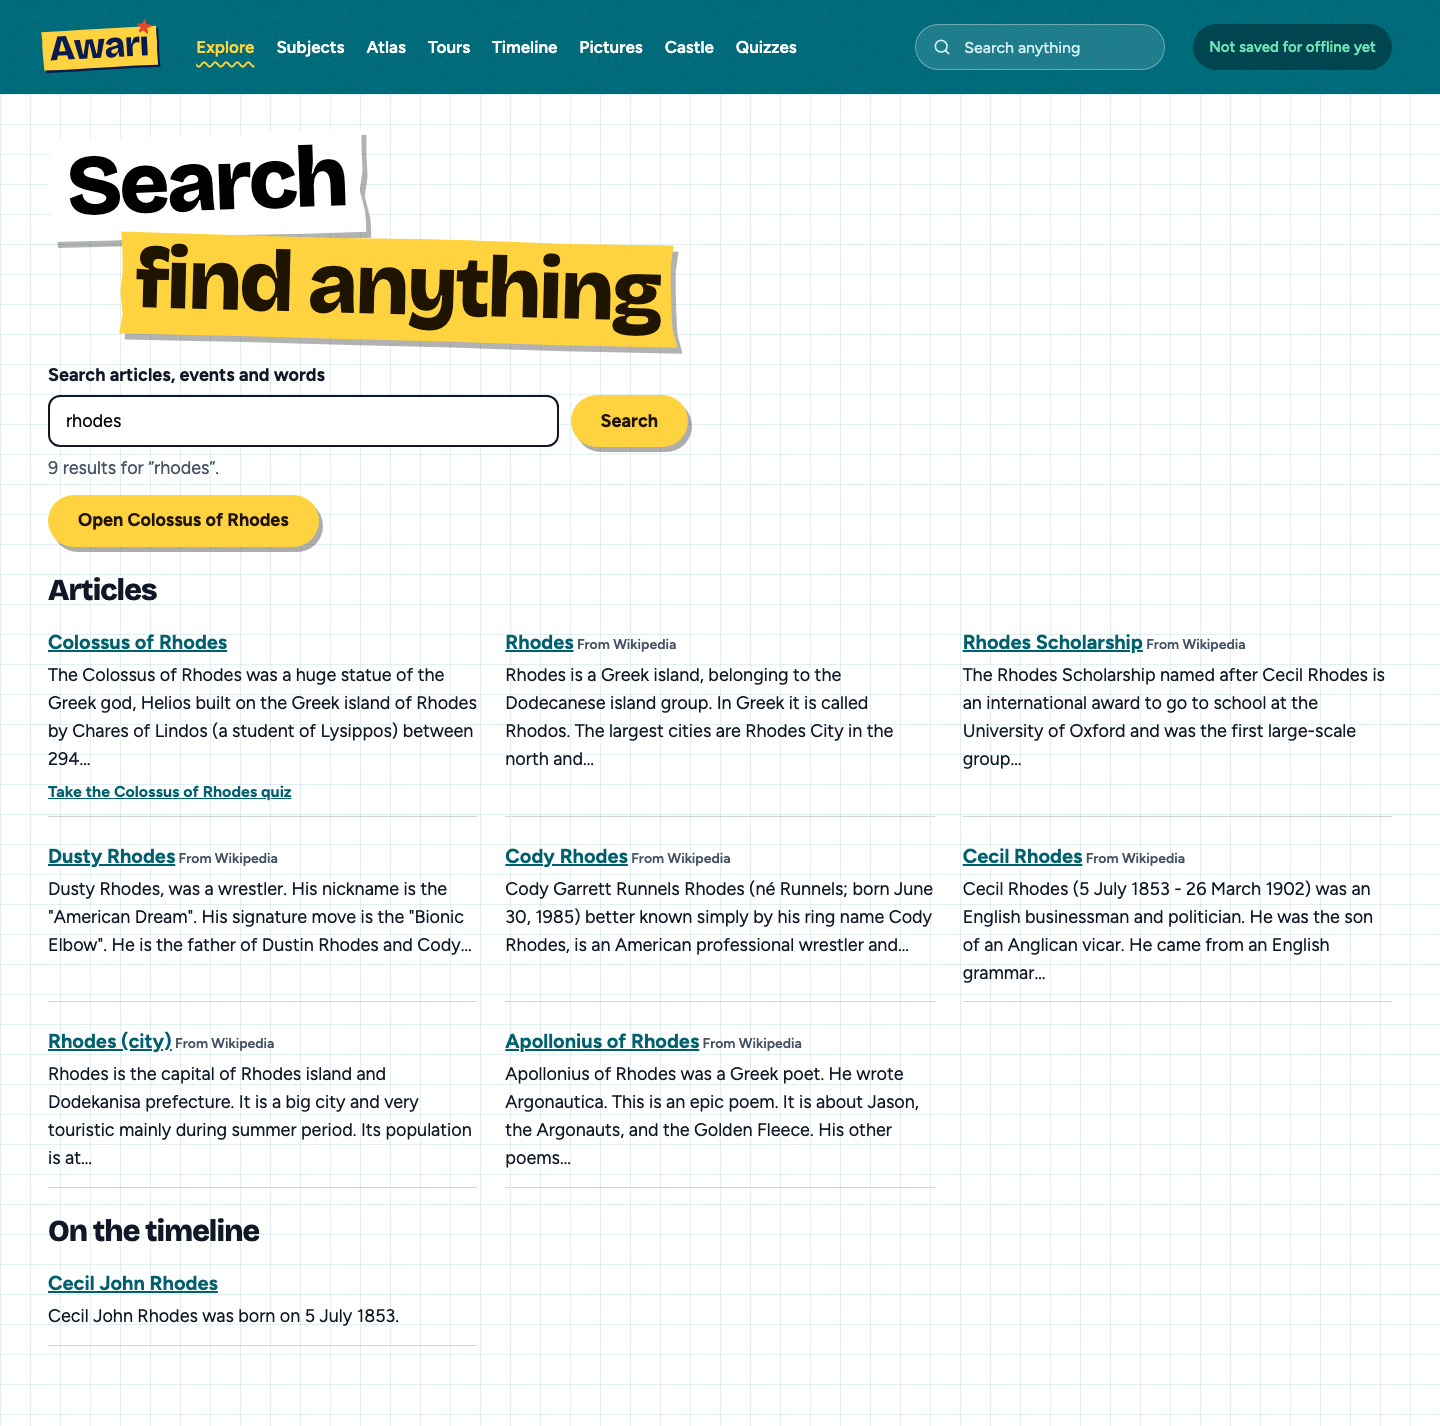 Awari
Explore Subjects Atlas Tours Timeline Pictures Castle Quizzes
Search anything
Not saved for offline yet
Search
find anything
Search articles, events and words
rhodes
Search
9 results for “rhodes”.
Open Colossus of Rhodes
Articles
Colossus of Rhodes
The Colossus of Rhodes was a huge statue of the
Greek god, Helios built on the Greek island of Rhodes
by Chares of Lindos (a student of Lysippos) between
294…
Take the Colossus of Rhodes quiz
Rhodes From Wikipedia
Rhodes is a Greek island, belonging to the
Dodecanese island group. In Greek it is called
Rhodos. The largest cities are Rhodes City in the
north and…
Rhodes Scholarship From Wikipedia
The Rhodes Scholarship named after Cecil Rhodes is
an international award to go to school at the
University of Oxford and was the first large-scale
group…
Dusty Rhodes From Wikipedia
Dusty Rhodes, was a wrestler. His nickname is the
"American Dream". His signature move is the "Bionic
Elbow". He is the father of Dustin Rhodes and Cody…
Cody Rhodes From Wikipedia
Cody Garrett Runnels Rhodes (né Runnels; born June
30, 1985) better known simply by his ring name Cody
Rhodes, is an American professional wrestler and…
Cecil Rhodes From Wikipedia
Cecil Rhodes (5 July 1853 - 26 March 1902) was an
English businessman and politician. He was the son
of an Anglican vicar. He came from an English
grammar…
Rhodes (city) From Wikipedia
Rhodes is the capital of Rhodes island and
Dodekanisa prefecture. It is a big city and very
touristic mainly during summer period. Its population
is at…
Apollonius of Rhodes From Wikipedia
Apollonius of Rhodes was a Greek poet. He wrote
Argonautica. This is an epic poem. It is about Jason,
the Argonauts, and the Golden Fleece. His other
poems…
On the timeline
Cecil John Rhodes
Cecil John Rhodes was born on 5 July 1853.